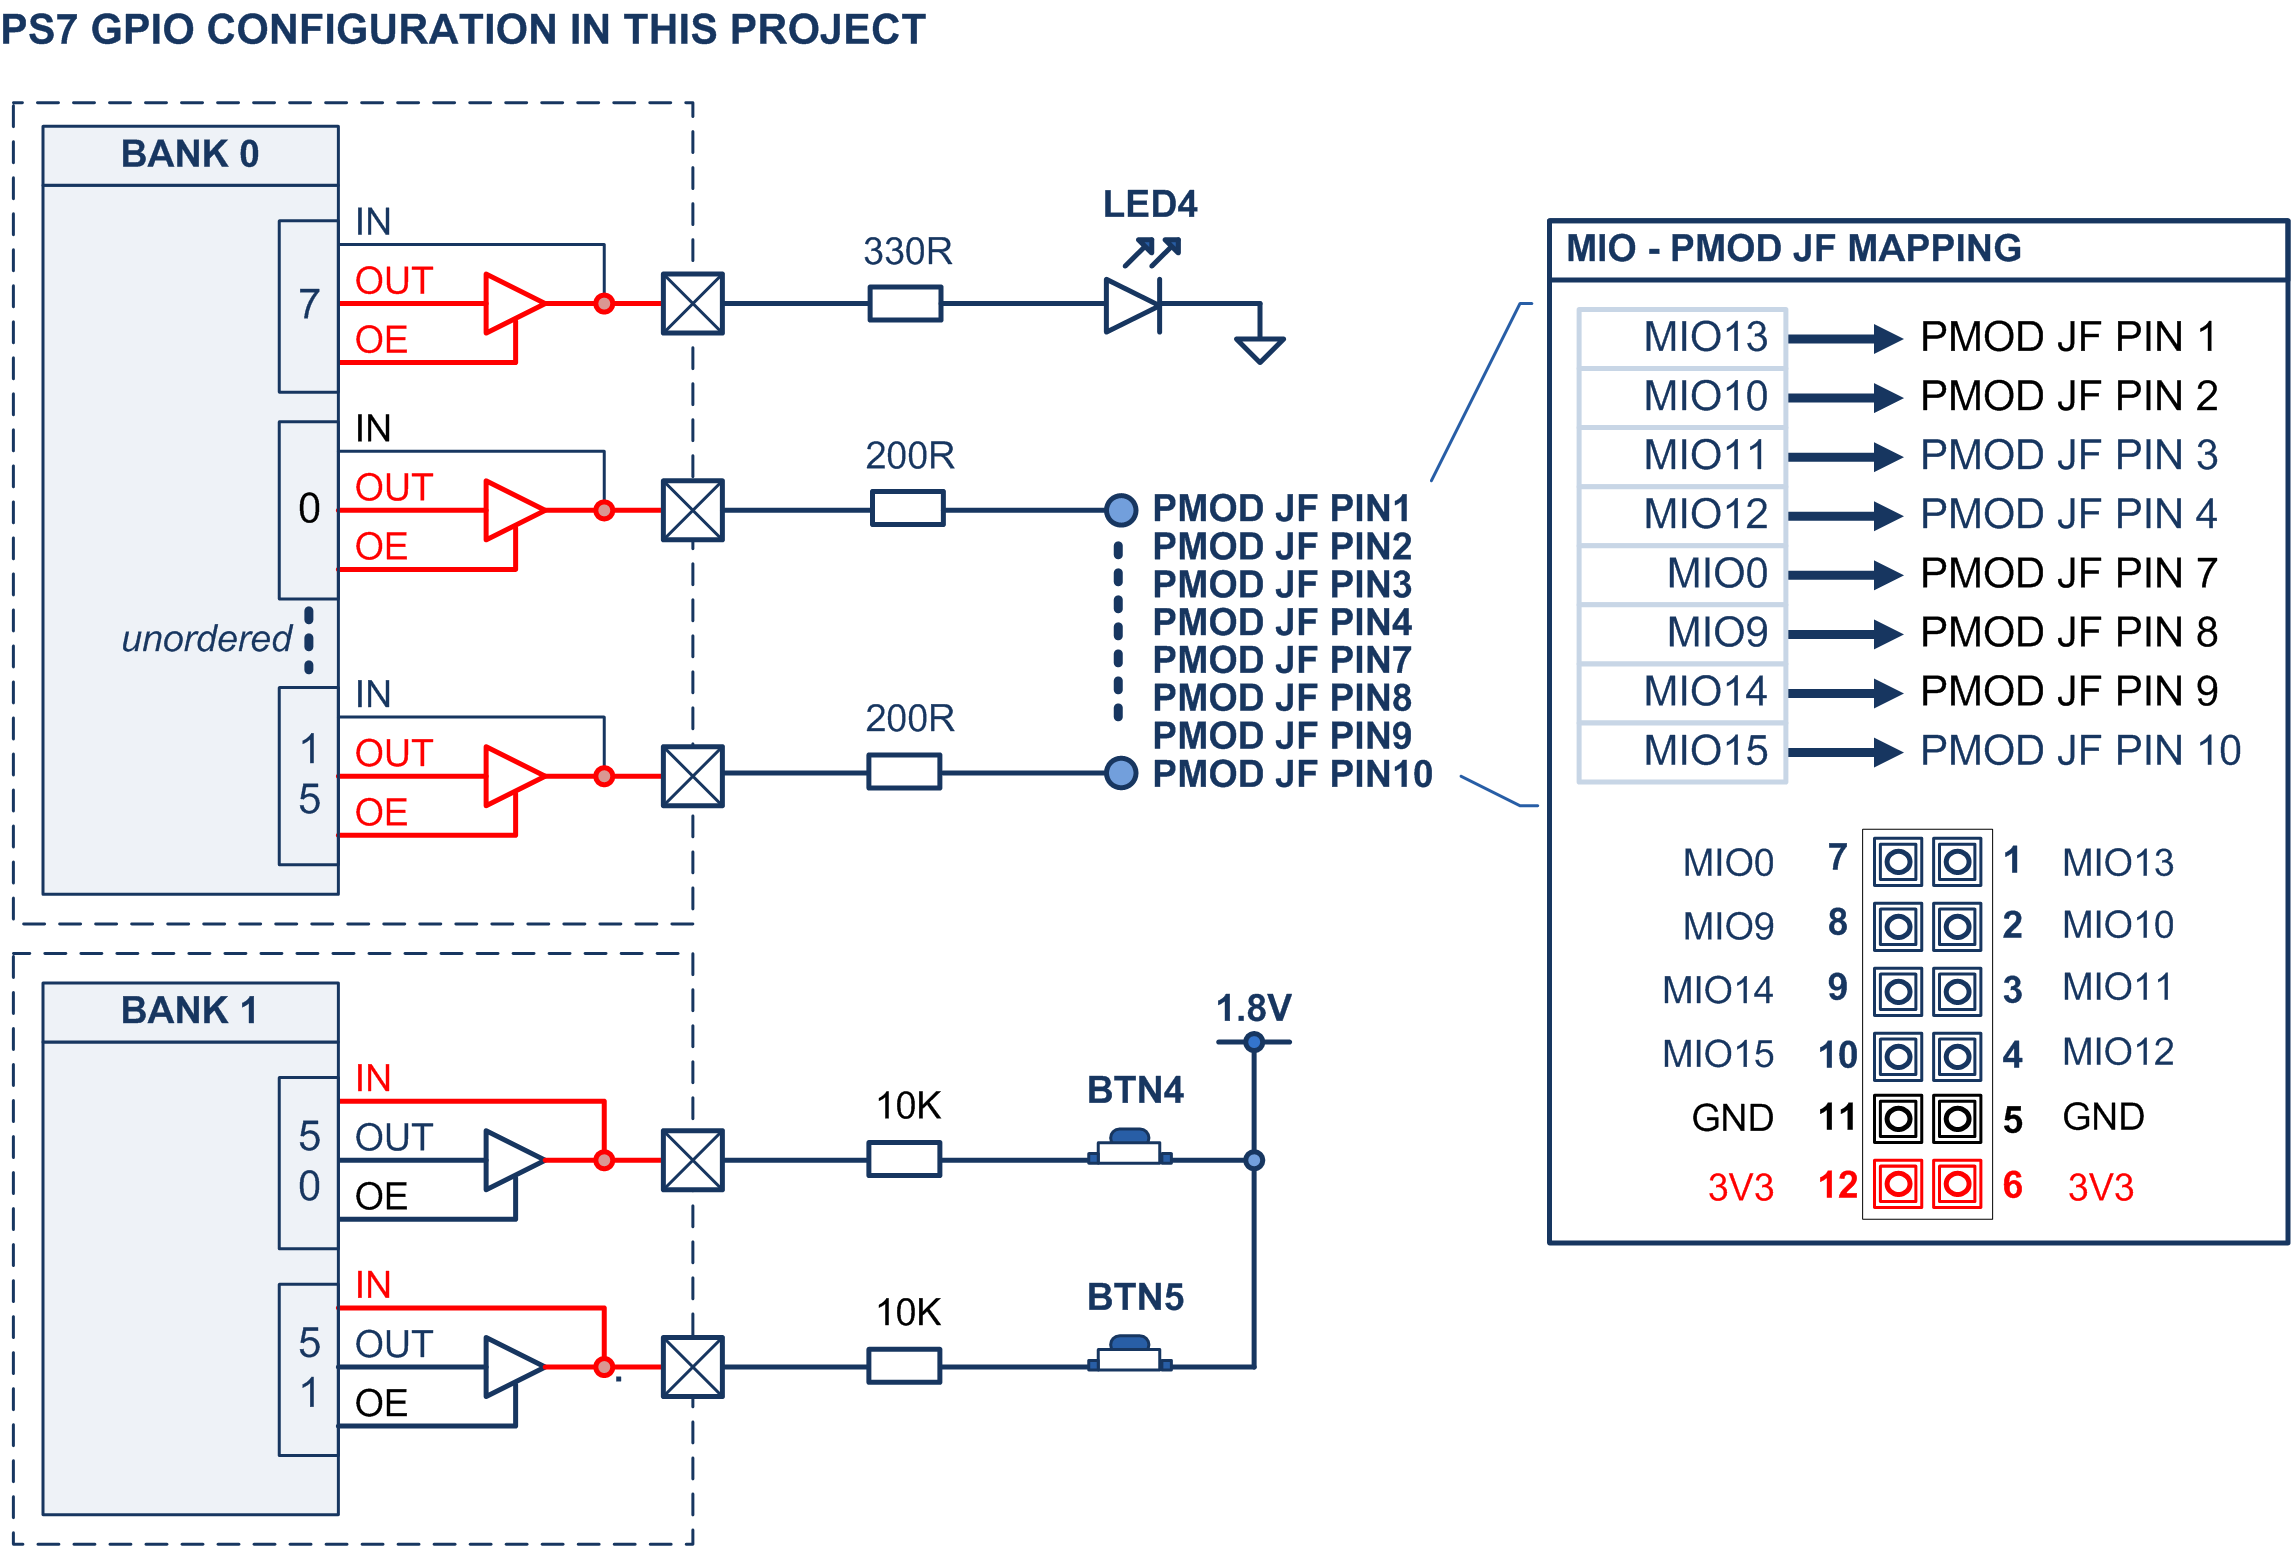 PS7 GPIO CONFIGURATION IN THIS PROJECT
BANK 0
7
IN
OUT
OE
330R
LED4
0
IN
OUT
OE
200R
unordered
1
5
IN
OUT
OE
200R
PMOD JF PIN1
PMOD JF PIN2
PMOD JF PIN3
PMOD JF PIN4
PMOD JF PIN7
PMOD JF PIN8
PMOD JF PIN9
PMOD JF PIN10
BANK 1
5
0
IN
OUT
OE
10K
BTN4
1.8V
5
1
IN
OUT
OE
10K
BTN5
MIO - PMOD JF MAPPING
MIO13 PMOD JF PIN 1
MIO10 PMOD JF PIN 2
MIO11 PMOD JF PIN 3
MIO12 PMOD JF PIN 4
MIO0 PMOD JF PIN 7
MIO9 PMOD JF PIN 8
MIO14 PMOD JF PIN 9
MIO15 PMOD JF PIN 10
MIO0 7 1 MIO13
MIO9 8 2 MIO10
MIO14 9 3 MIO11
MIO15 10 4 MIO12
GND 11 5 GND
3V3 12 6 3V3